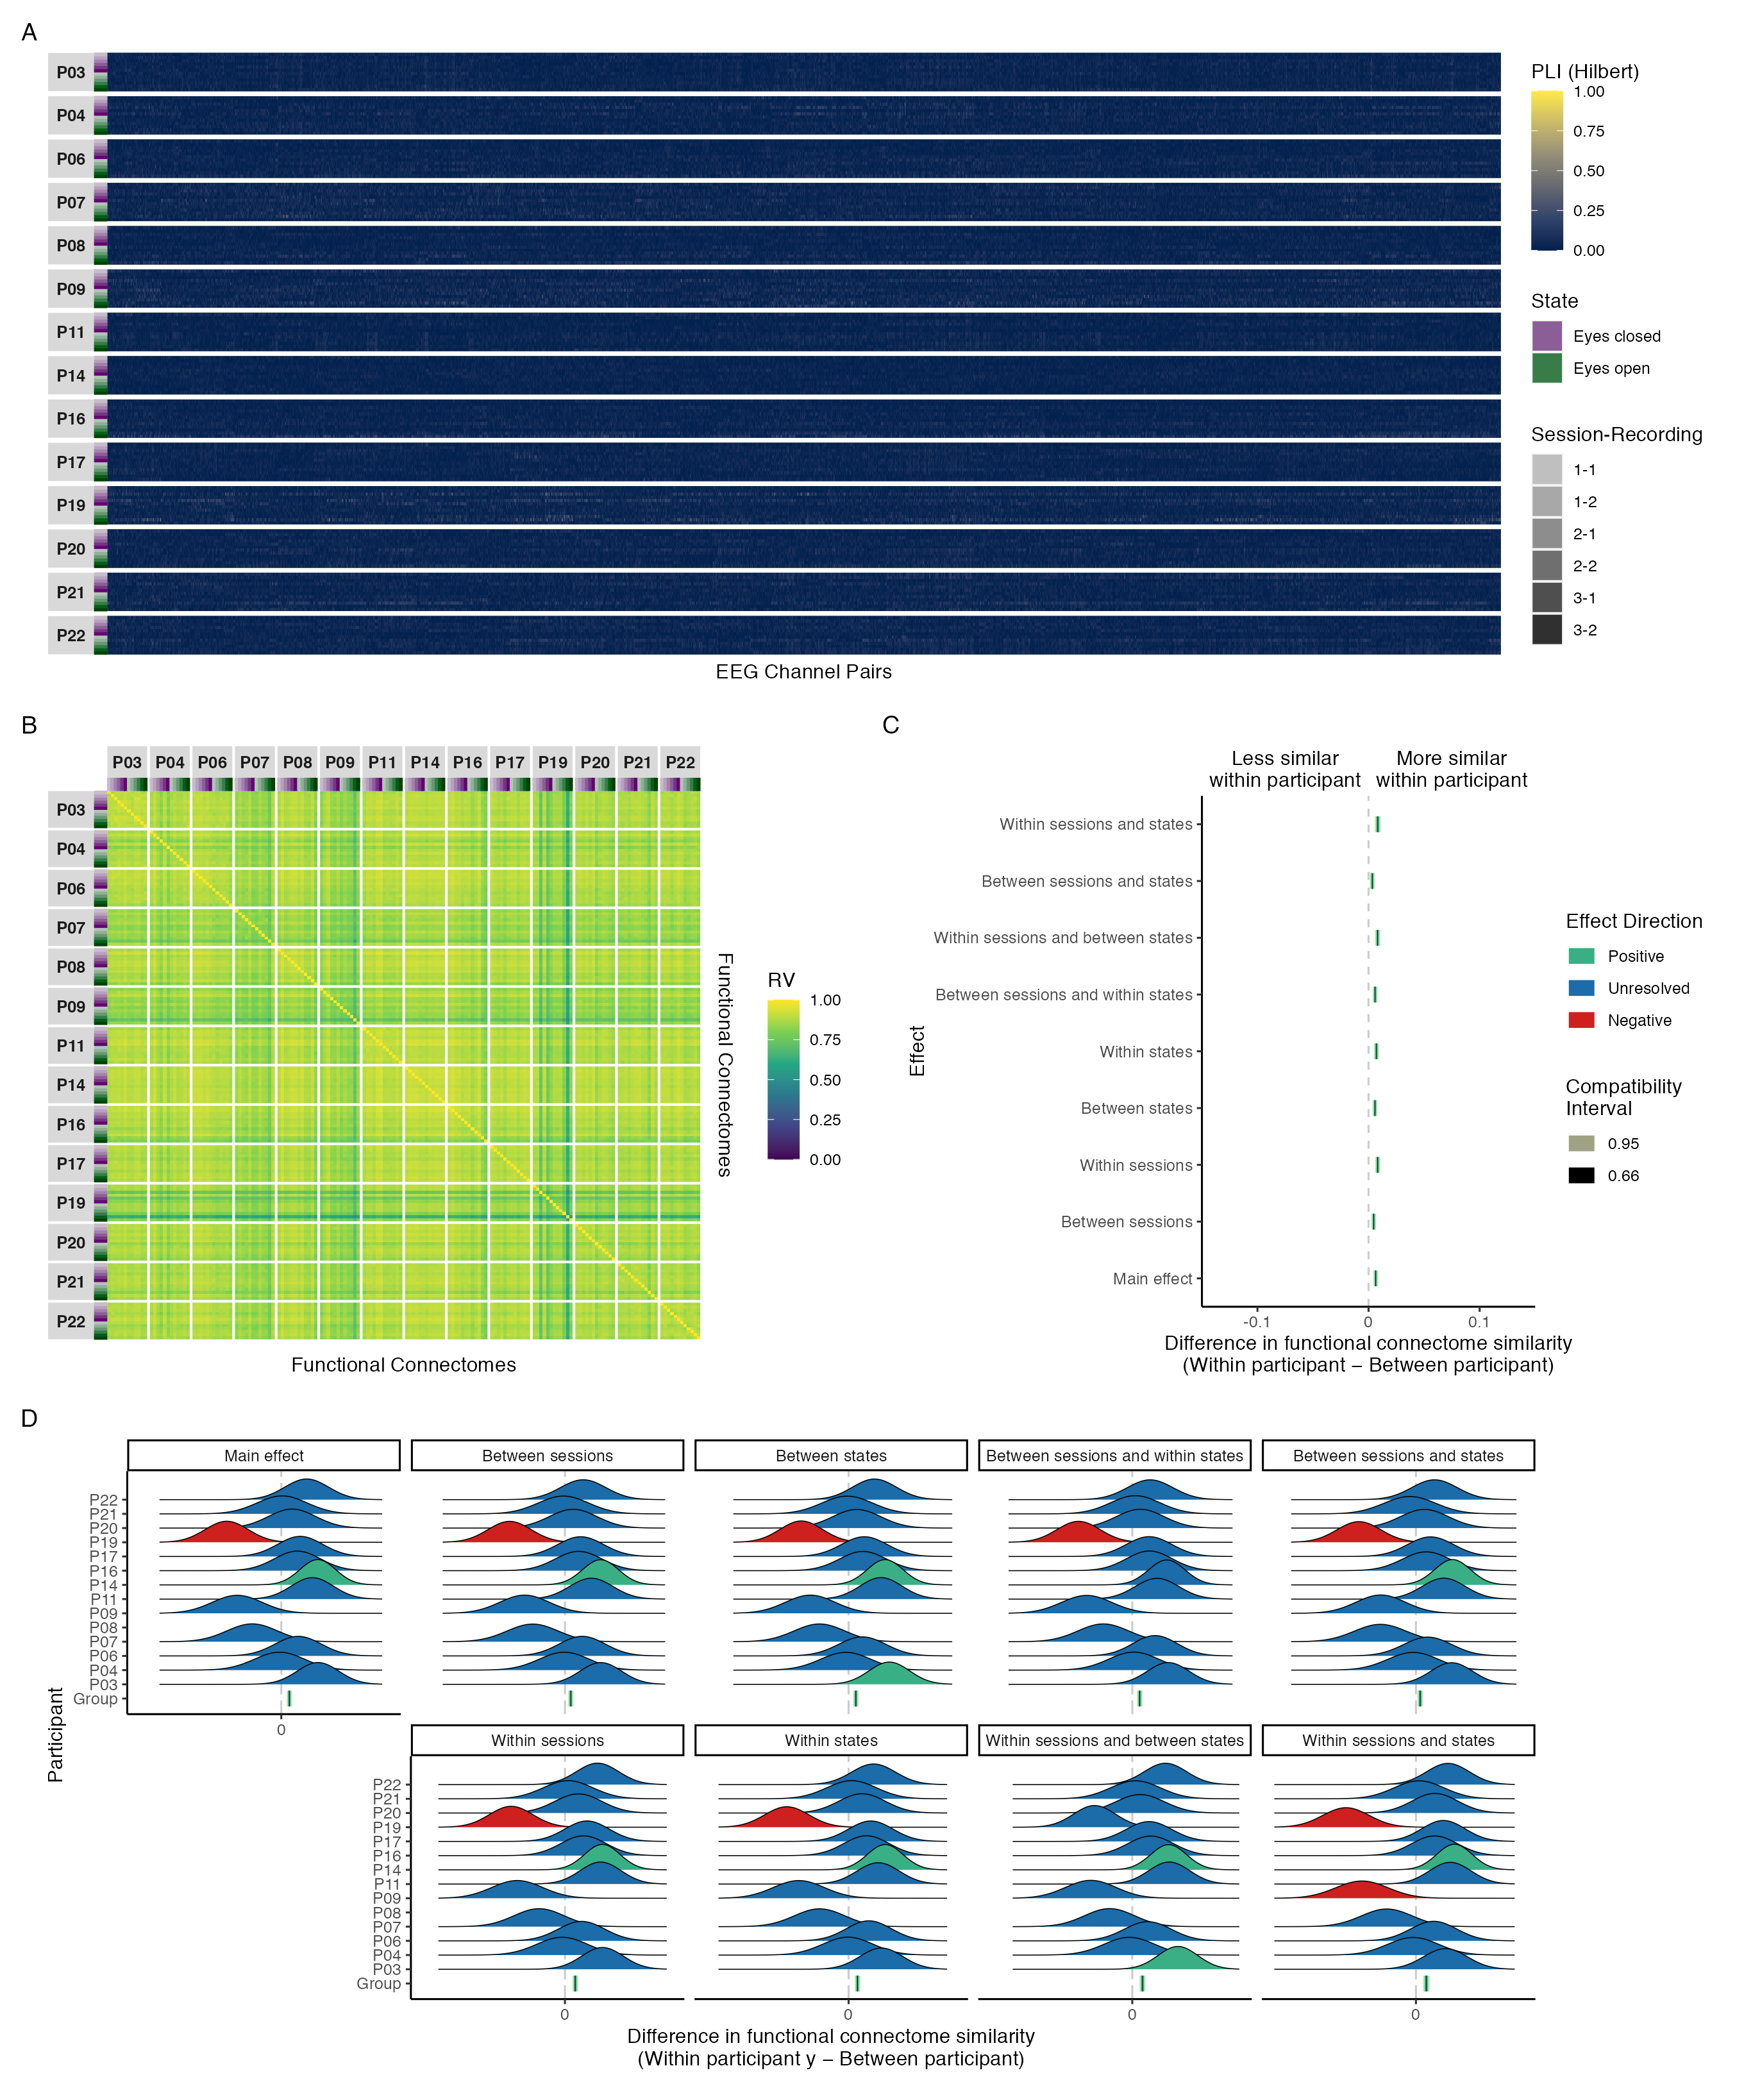 A
P03
P04
P06
P07
P08
P09
P11
P14
P16
P17
P19
P20
P21
P22
EEG Channel Pairs
PLI (Hilbert)
1.00
0.75
0.50
0.25
0.00
State
Eyes closed
Eyes open
Session-Recording
1-1
1-2
2-1
2-2
3-1
3-2
B
P03 P04 P06 P07 P08 P09 P11 P14 P16 P17 P19 P20 P21 P22
P03
P04
P06
P07
P08
P09
P11
P14
P16
P17
P19
P20
P21
P22
Functional Connectomes
Functional Connectomes
RV
1.00
0.75
0.50
0.25
0.00
C
Less similar
within participant
More similar
within participant
Effect
Within sessions and states
Between sessions and states
Within sessions and between states
Between sessions and within states
Within states
Between states
Within sessions
Between sessions
Main effect
-0.1 0 0.1
Difference in functional connectome similarity
(Within participant – Between participant)
Effect Direction
Positive
Unresolved
Negative
Compatibility
Interval
0.95
0.66
D
Participant
Main effect
Between sessions
Between states
Between sessions and within states
Between sessions and states
P22
P21
P20
P19
P17
P16
P14
P11
P09
P08
P07
P06
P04
P03
Group
0
Within sessions
Within states
Within sessions and between states
Within sessions and states
P22
P21
P20
P19
P17
P16
P14
P11
P09
P08
P07
P06
P04
P03
Group
0 0 0 0
Difference in functional connectome similarity
(Within participant y – Between participant)